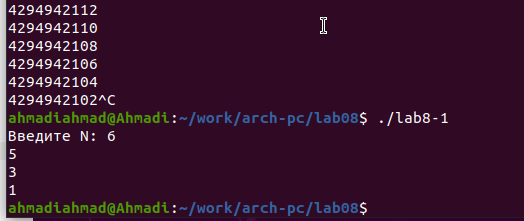 4294942112
4294942110
4294942108
4294942106
4294942104
4294942102^C
ahmadiahmad@Ahmadi:~/work/arch-pc/lab08$ ./lab8-1
Введите N: 6
5
3
1
ahmadiahmad@Ahmadi:~/work/arch-pc/lab08$